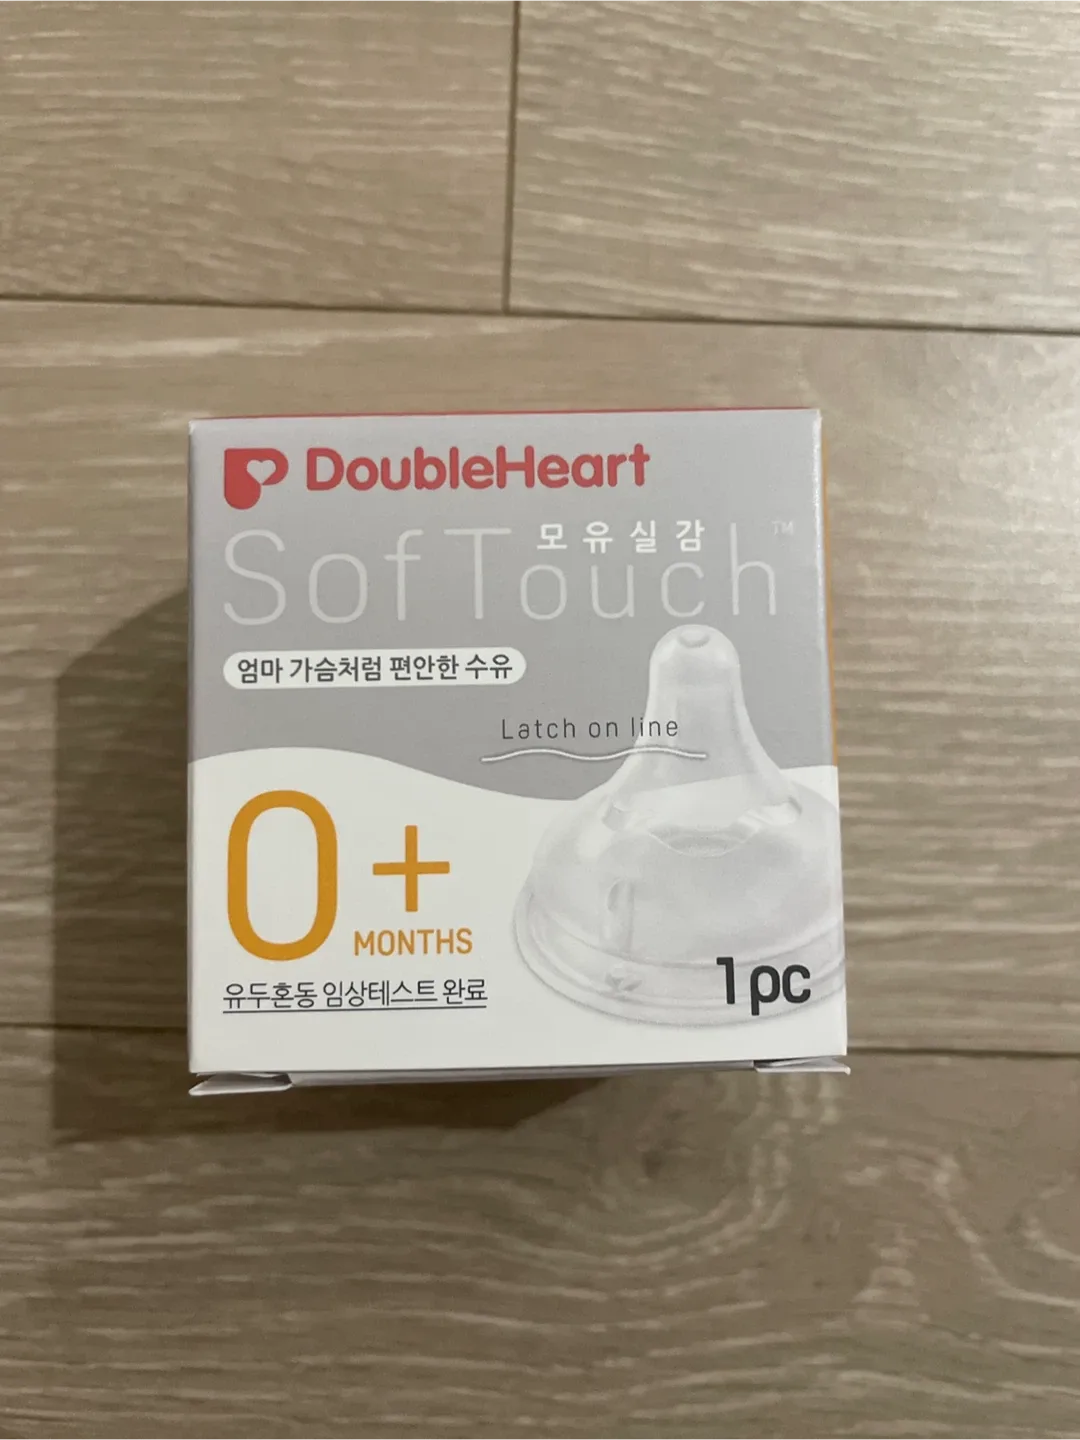 DoubleHeart
모유실감
SofTouch™
엄마 가슴처럼 편안한 수유
Latch on line
0+
MONTHS
유두혼동 임상테스트 완료
1pc